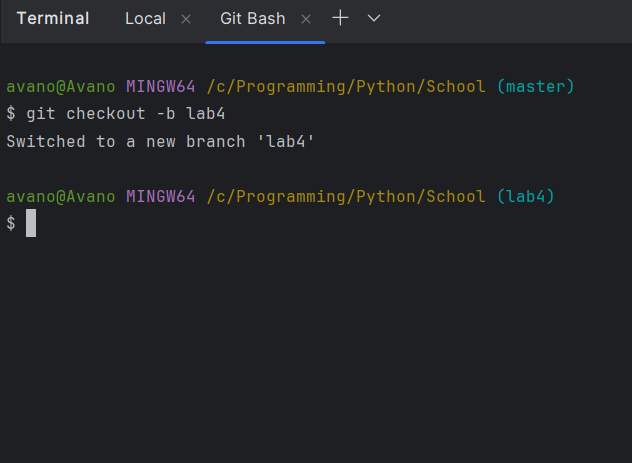 Terminal Local × Git Bash × +
avano@Avano MINGW64 /c/Programming/Python/School (master)
$ git checkout -b lab4
Switched to a new branch 'lab4'
avano@Avano MINGW64 /c/Programming/Python/School (lab4)
$